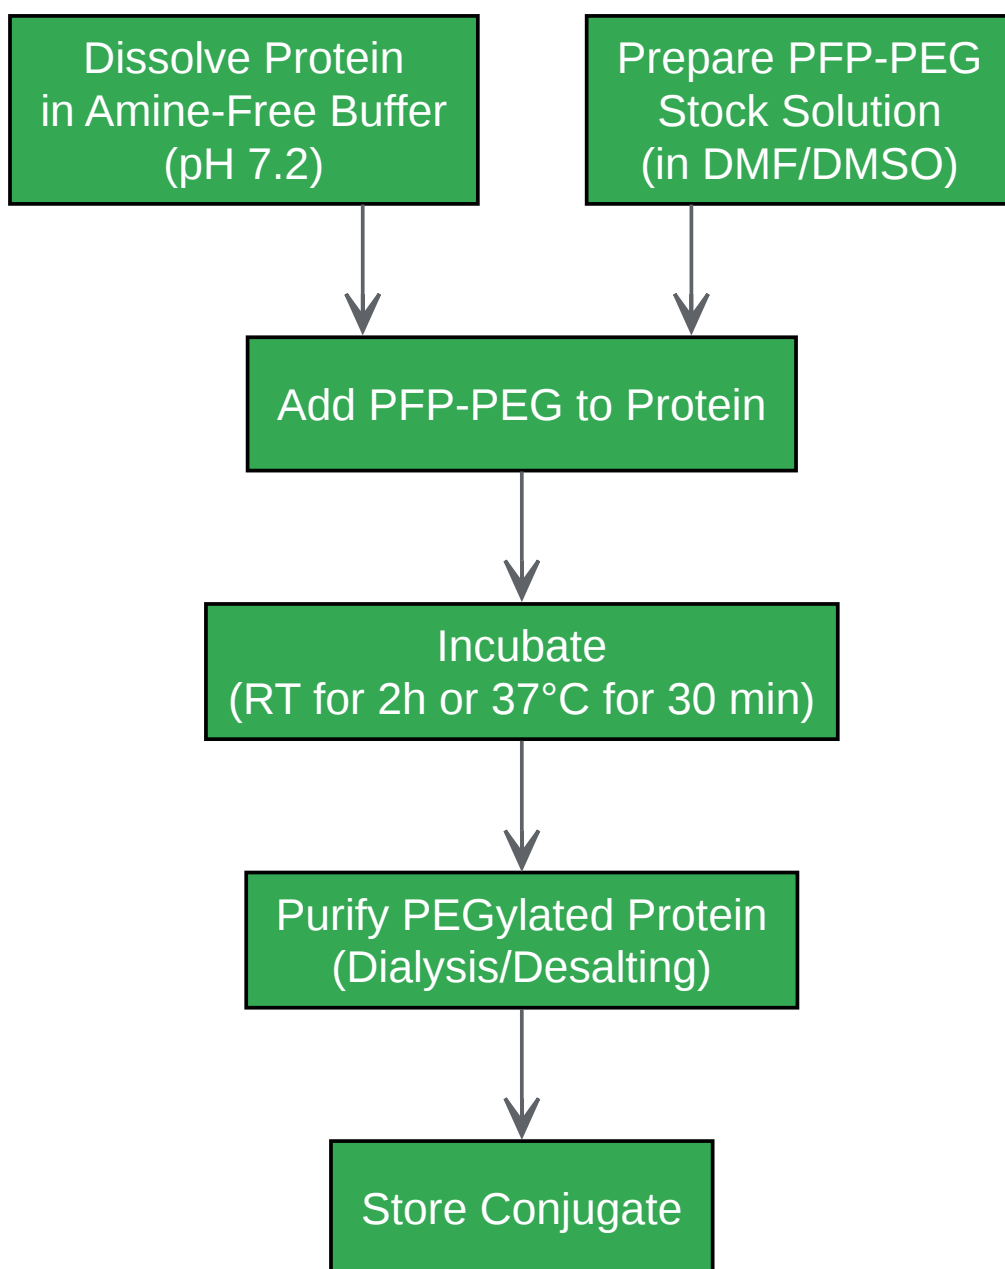 Dissolve Protein
in Amine-Free Buffer
(pH 7.2)
Prepare PFP-PEG
Stock Solution
(in DMF/DMSO)
Add PFP-PEG to Protein
Incubate
(RT for 2h or 37°C for 30 min)
Purify PEGylated Protein
(Dialysis/Desalting)
Store Conjugate